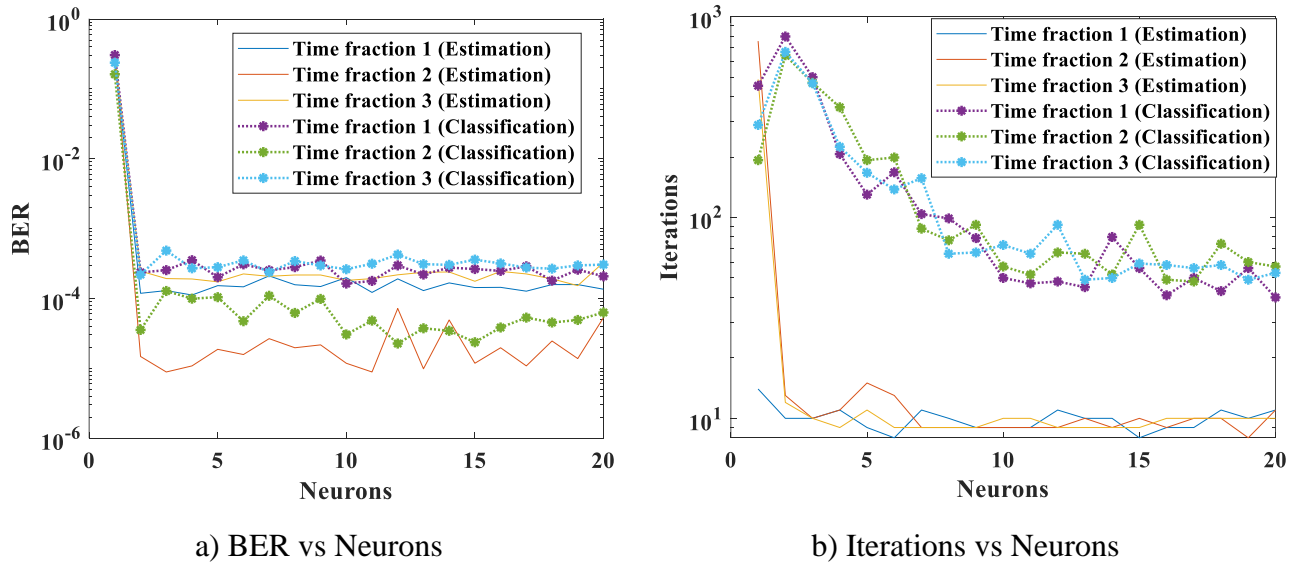 10^0
10^-2
10^-4
10^-6
BER
0
5
10
15
20
Neurons
Time fraction 1 (Estimation)
Time fraction 2 (Estimation)
Time fraction 3 (Estimation)
Time fraction 1 (Classification)
Time fraction 2 (Classification)
Time fraction 3 (Classification)
a) BER vs Neurons
10^3
10^2
10^1
Iterations
0
5
10
15
20
Neurons
Time fraction 1 (Estimation)
Time fraction 2 (Estimation)
Time fraction 3 (Estimation)
Time fraction 1 (Classification)
Time fraction 2 (Classification)
Time fraction 3 (Classification)
b) Iterations vs Neurons